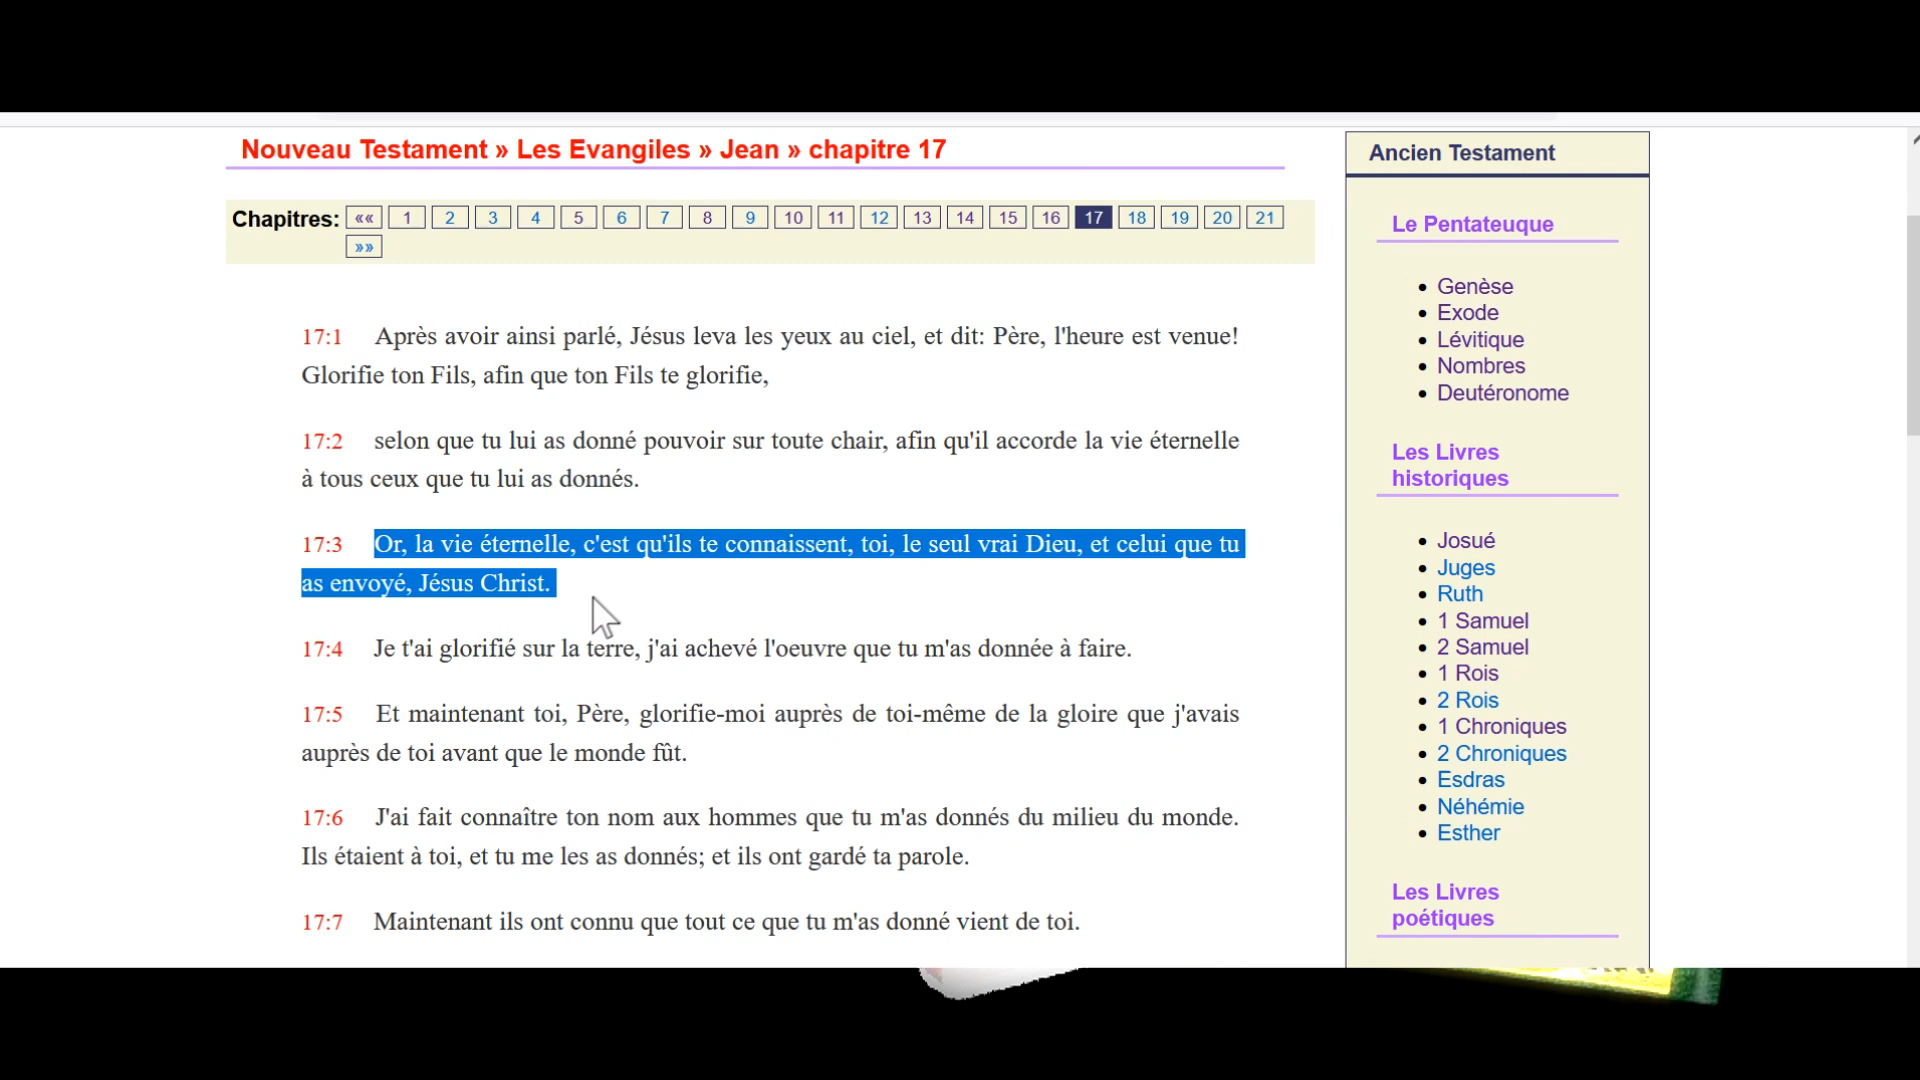 Nouveau Testament » Les Evangiles » Jean » chapitre 17
Chapitres: «« 1 2 3 4 5 6 7 8 9 10 11 12 13 14 15 16 17 18 19 20 21
»»
17:1 Après avoir ainsi parlé, Jésus leva les yeux au ciel, et dit: Père, l'heure est venue!
Glorifie ton Fils, afin que ton Fils te glorifie,
17:2 selon que tu lui as donné pouvoir sur toute chair, afin qu'il accorde la vie éternelle
à tous ceux que tu lui as donnés.
17:3 Or, la vie éternelle, c'est qu'ils te connaissent, toi, le seul vrai Dieu, et celui que tu
as envoyé, Jésus Christ.
17:4 Je t'ai glorifié sur la terre, j'ai achevé l'oeuvre que tu m'as donnée à faire.
17:5 Et maintenant toi, Père, glorifie-moi auprès de toi-même de la gloire que j'avais
auprès de toi avant que le monde fût.
17:6 J'ai fait connaître ton nom aux hommes que tu m'as donnés du milieu du monde.
Ils étaient à toi, et tu me les as donnés; et ils ont gardé ta parole.
17:7 Maintenant ils ont connu que tout ce que tu m'as donné vient de toi.
Ancien Testament
Le Pentateuque
Genèse
Exode
Lévitique
Nombres
Deutéronome
Les Livres
historiques
Josué
Juges
Ruth
1 Samuel
2 Samuel
1 Rois
2 Rois
1 Chroniques
2 Chroniques
Esdras
Néhémie
Esther
Les Livres
poétiques